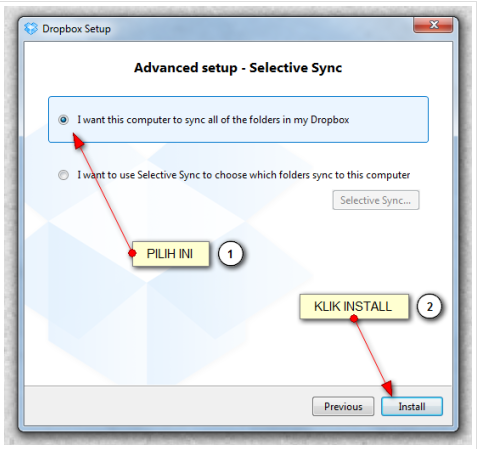 Dropbox Setup
Advanced setup - Selective Sync
I want this computer to sync all of the folders in my Dropbox
I want to use Selective Sync to choose which folders sync to this computer
Selective Sync...
PILIH INI
1
KLIK INSTALL
2
Previous
Install